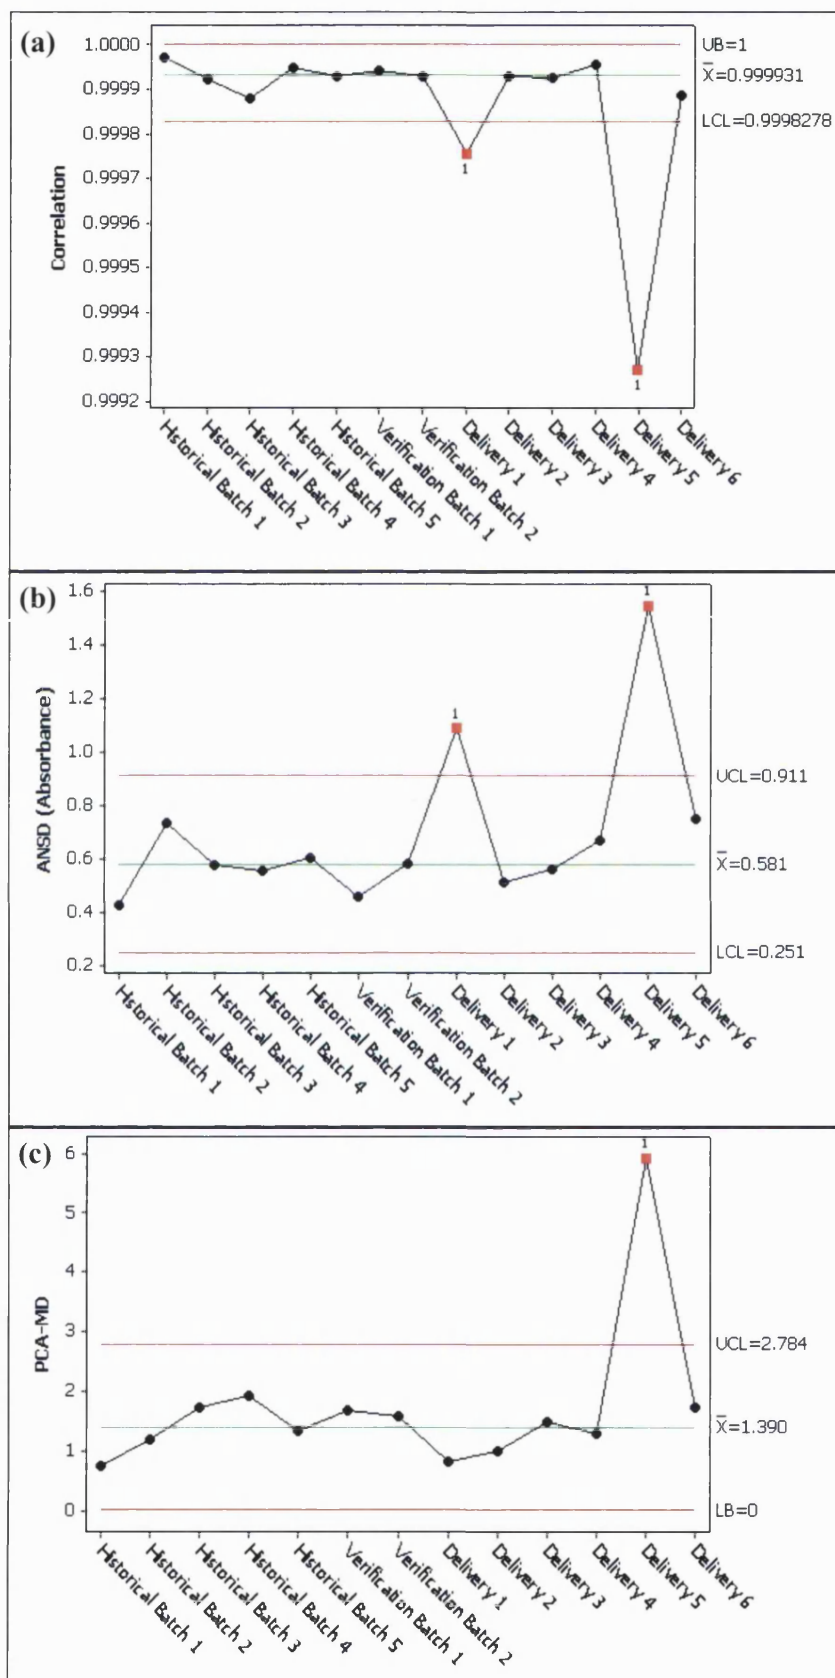 (a)
Correlation
1.0000
0.9999
0.9998
0.9997
0.9996
0.9995
0.9994
0.9993
0.9992
UB=1
X̄=0.999931
LCL=0.9998278
1
1
Historical Batch 1
Historical Batch 2
Historical Batch 3
Historical Batch 4
Historical Batch 5
Verification Batch 1
Verification Batch 2
Delivery 1
Delivery 2
Delivery 3
Delivery 4
Delivery 5
Delivery 6
(b)
ANSD (Absorbance)
1.6
1.4
1.2
1.0
0.8
0.6
0.4
0.2
1
1
UCL=0.911
X̄=0.581
LCL=0.251
Historical Batch 1
Historical Batch 2
Historical Batch 3
Historical Batch 4
Historical Batch 5
Verification Batch 1
Verification Batch 2
Delivery 1
Delivery 2
Delivery 3
Delivery 4
Delivery 5
Delivery 6
(c)
PCA-MD
6
5
4
3
2
1
0
1
UCL=2.784
X̄=1.390
LB=0
Historical Batch 1
Historical Batch 2
Historical Batch 3
Historical Batch 4
Historical Batch 5
Verification Batch 1
Verification Batch 2
Delivery 1
Delivery 2
Delivery 3
Delivery 4
Delivery 5
Delivery 6